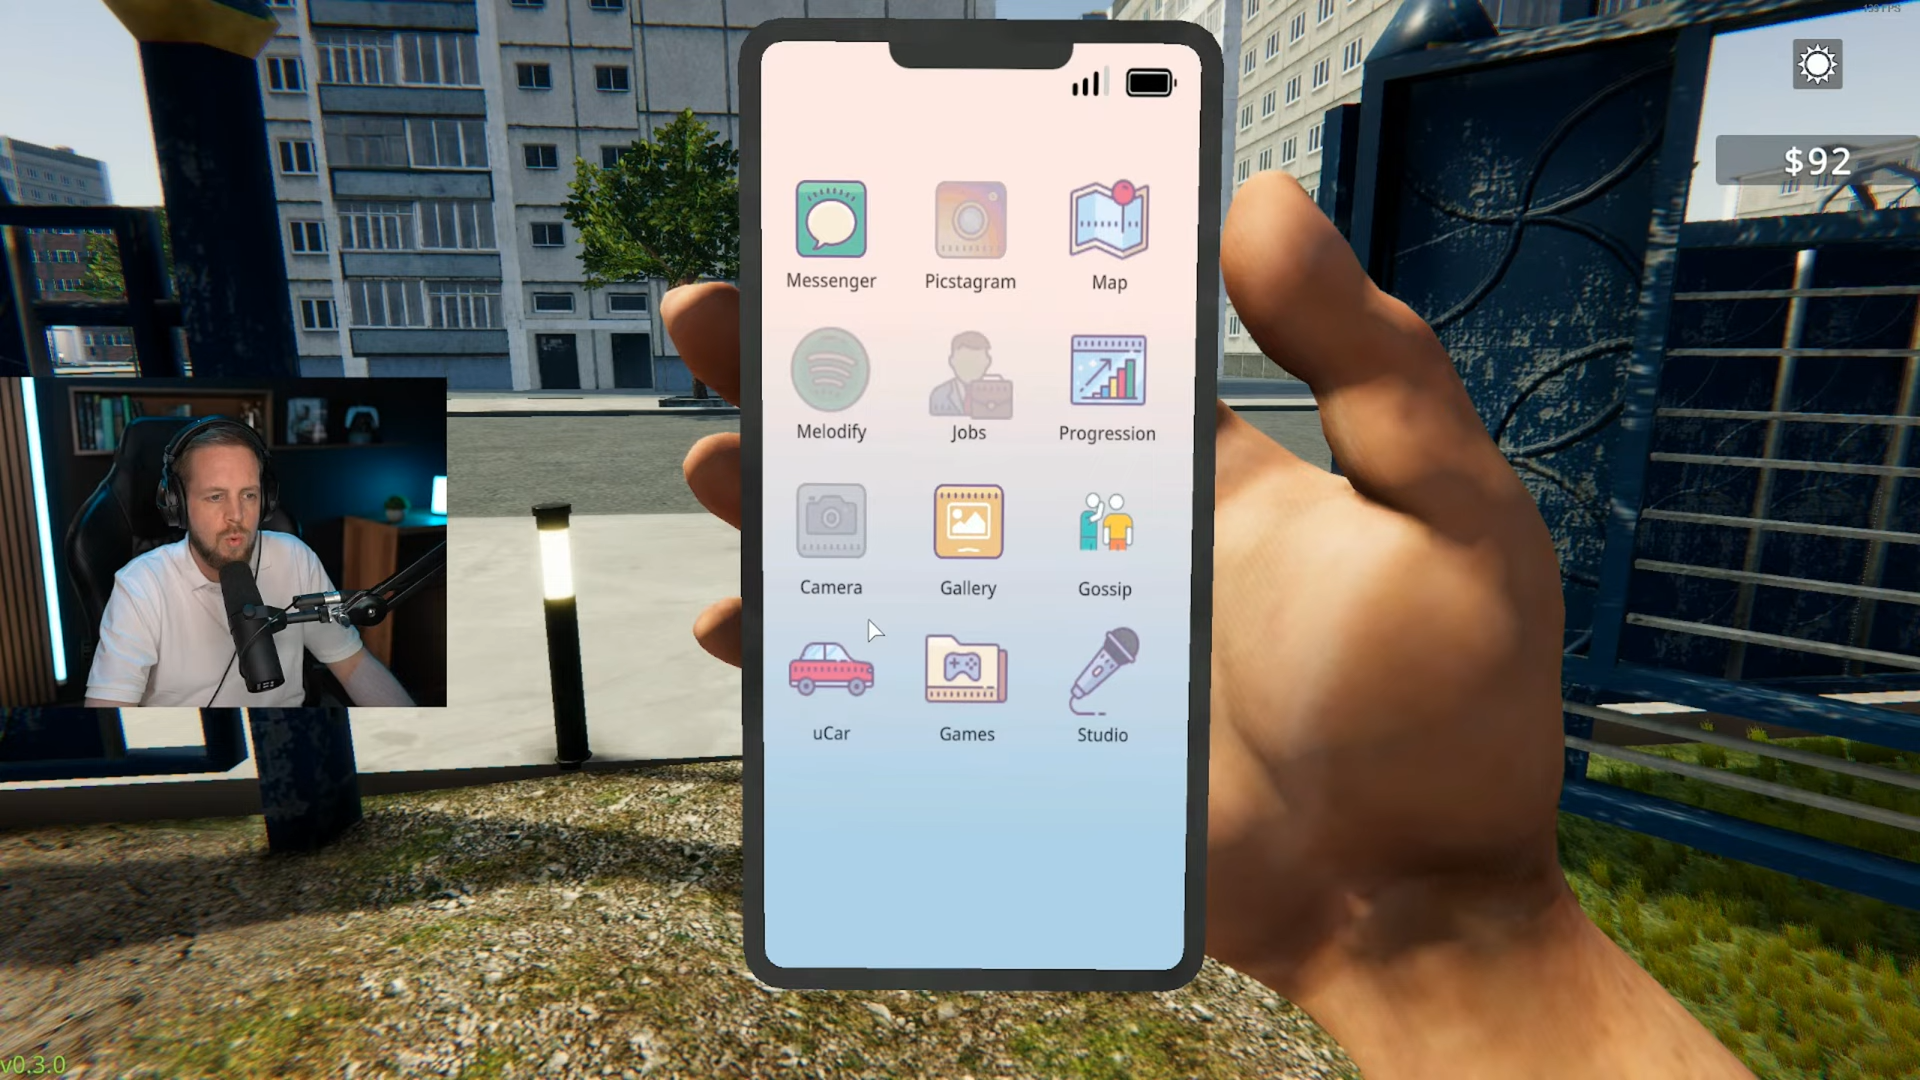 $92
Messenger
Picstagram
Map
Melodify
Jobs
Progression
Camera
Gallery
Gossip
uCar
Games
Studio
v0.3.0